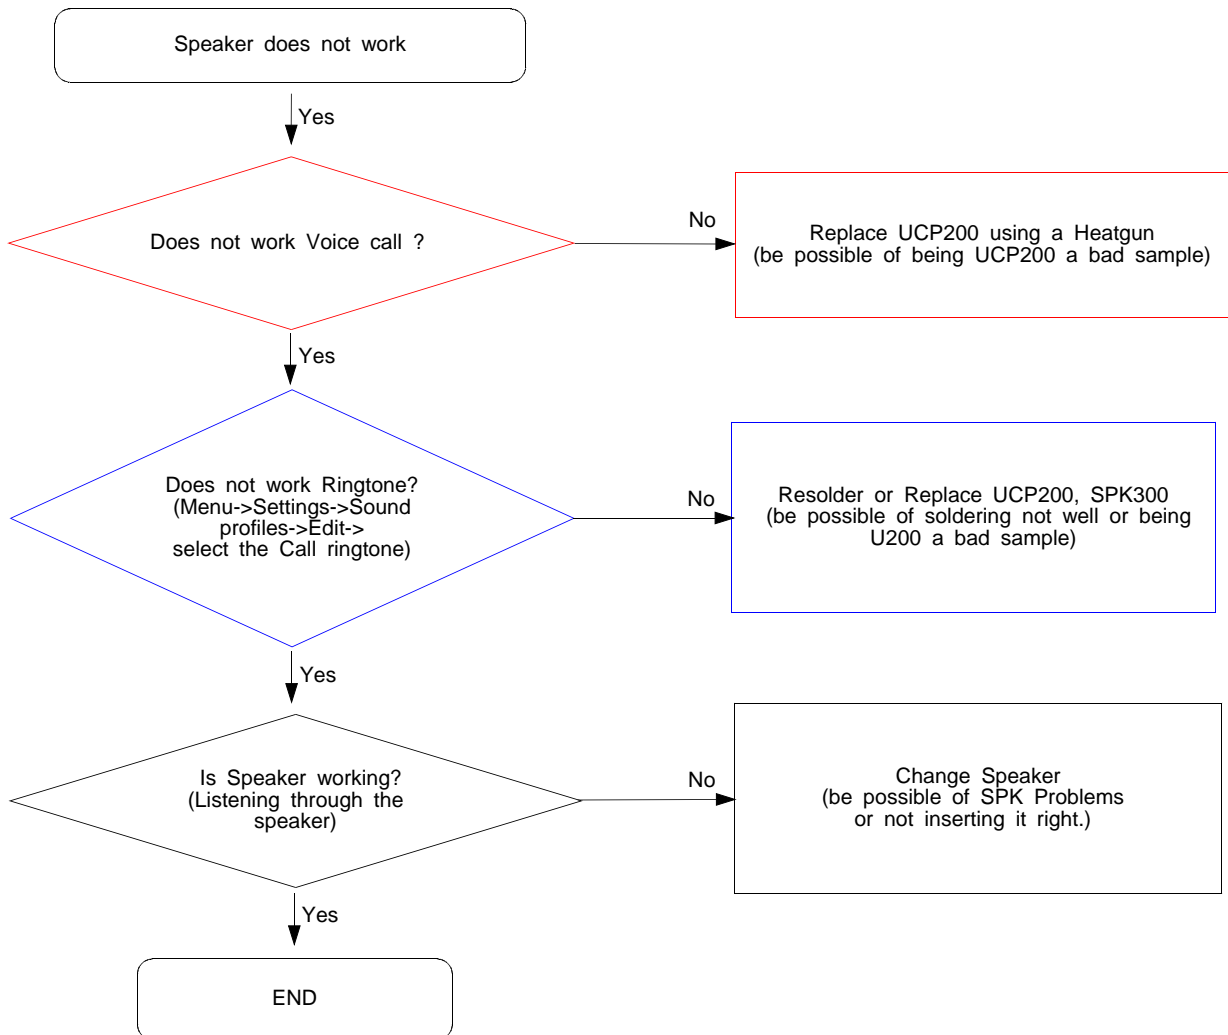 Speaker does not work
Yes
Does not work Voice call ?
No
Replace UCP200 using a Heatgun
(be possible of being UCP200 a bad sample)
Yes
Does not work Ringtone?
(Menu->Settings->Sound
profiles->Edit->
select the Call ringtone)
No
Resolder or Replace UCP200, SPK300
(be possible of soldering not well or being
U200 a bad sample)
Yes
Is Speaker working?
(Listening through the
speaker)
No
Change Speaker
(be possible of SPK Problems
or not inserting it right.)
Yes
END